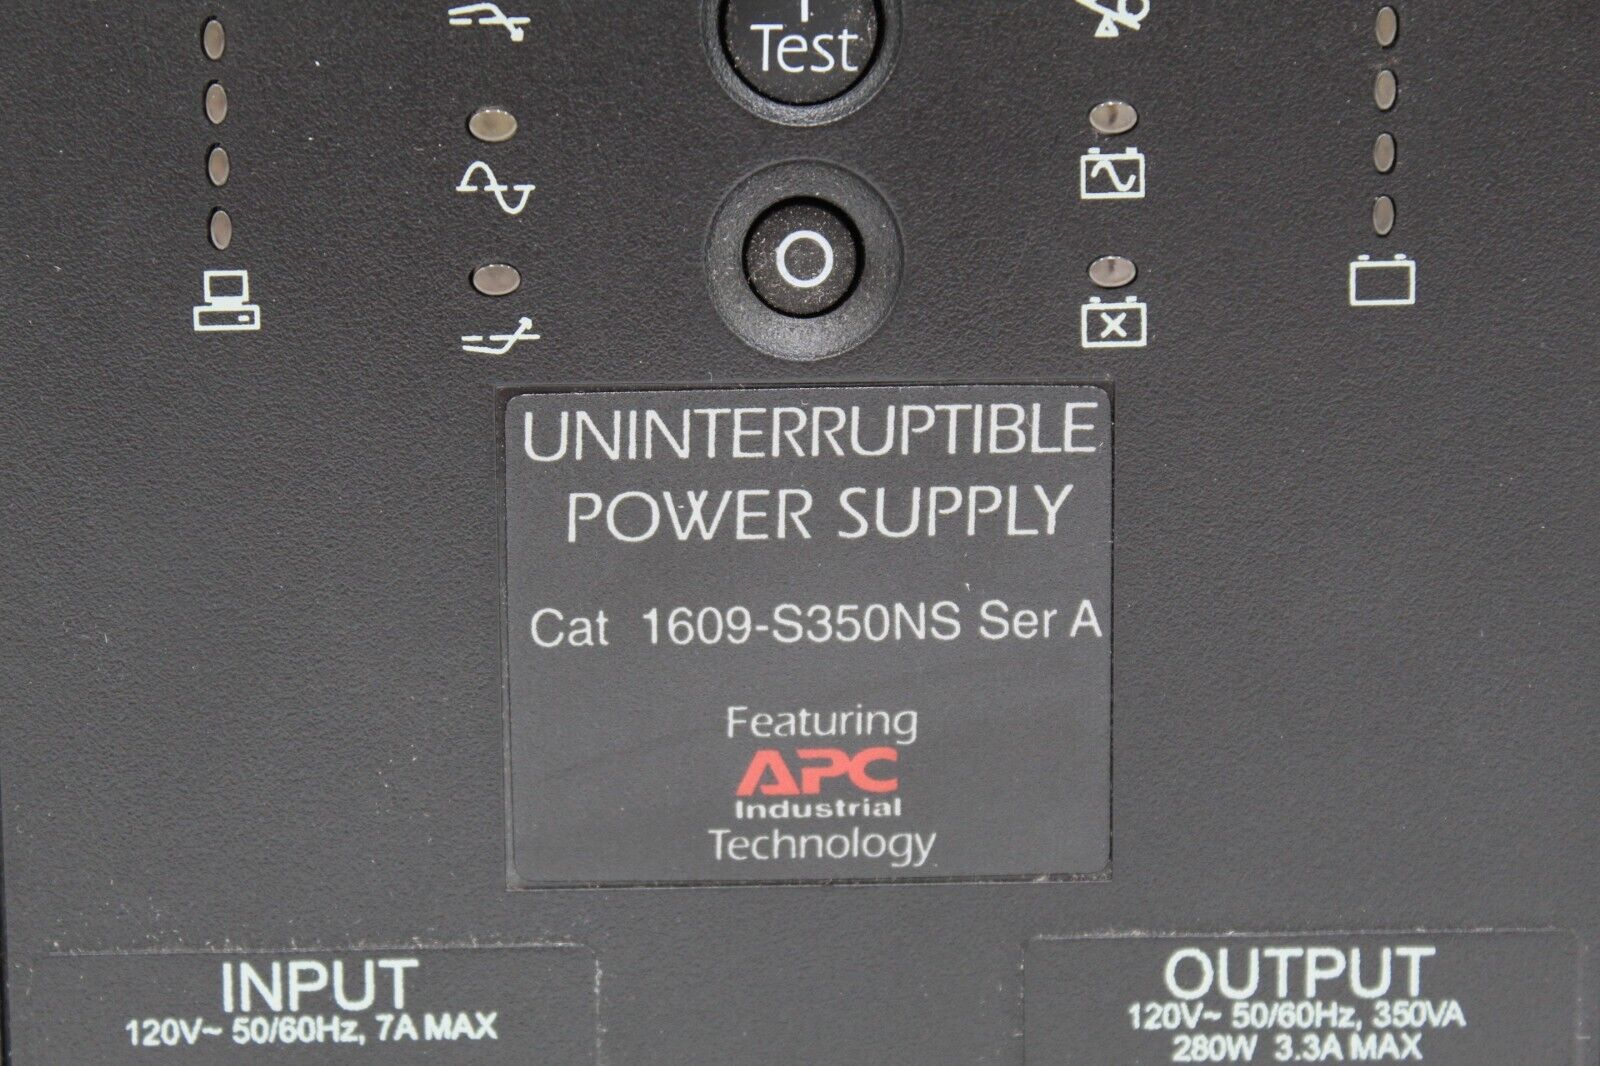 Test
UNINTERRUPTIBLE
POWER SUPPLY
Cat 1609-S350NS Ser A
Featuring
APC
Industrial
Technology
INPUT
120V~ 50/60Hz, 7A MAX
OUTPUT
120V~ 50/60Hz, 350VA
280W 3.3A MAX